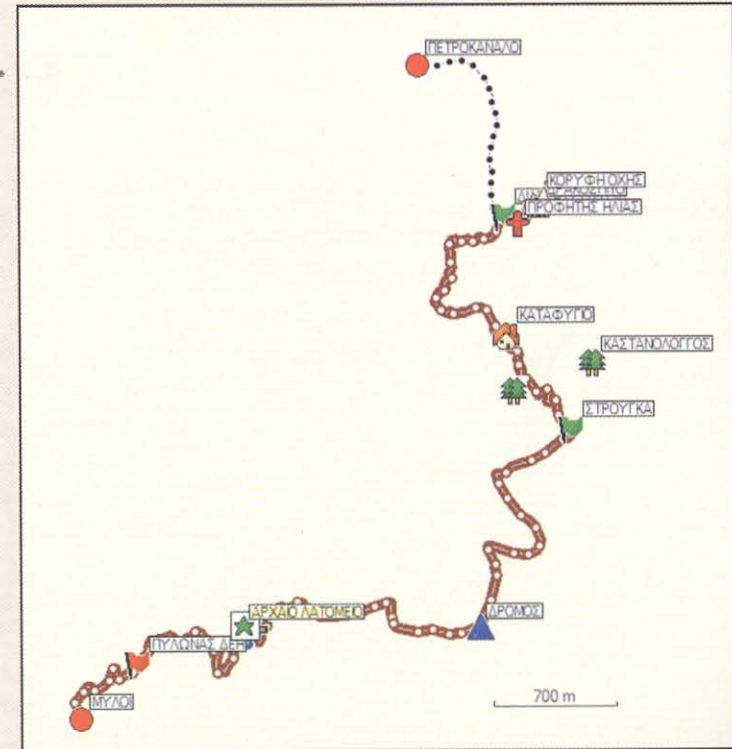 ΠΕΤΡΟΚΑΝΑΛΟ
ΚΟΡΥΦΗ ΟΧΗΣ
ΠΡΟΦΗΤΗΣ ΗΛΙΑΣ
ΚΑΤΑΦΥΓΙΟ
ΚΑΣΤΑΝΟΛΟΓΓΟΣ
ΣΤΡΟΥΓΚΑ
ΑΡΧΑΙΟ ΛΑΤΟΜΕΙΟ
ΔΡΟΜΟΣ
ΠΥΛΩΝΑΣ ΔΕΗ
ΜΥΛΟΙ
700 m